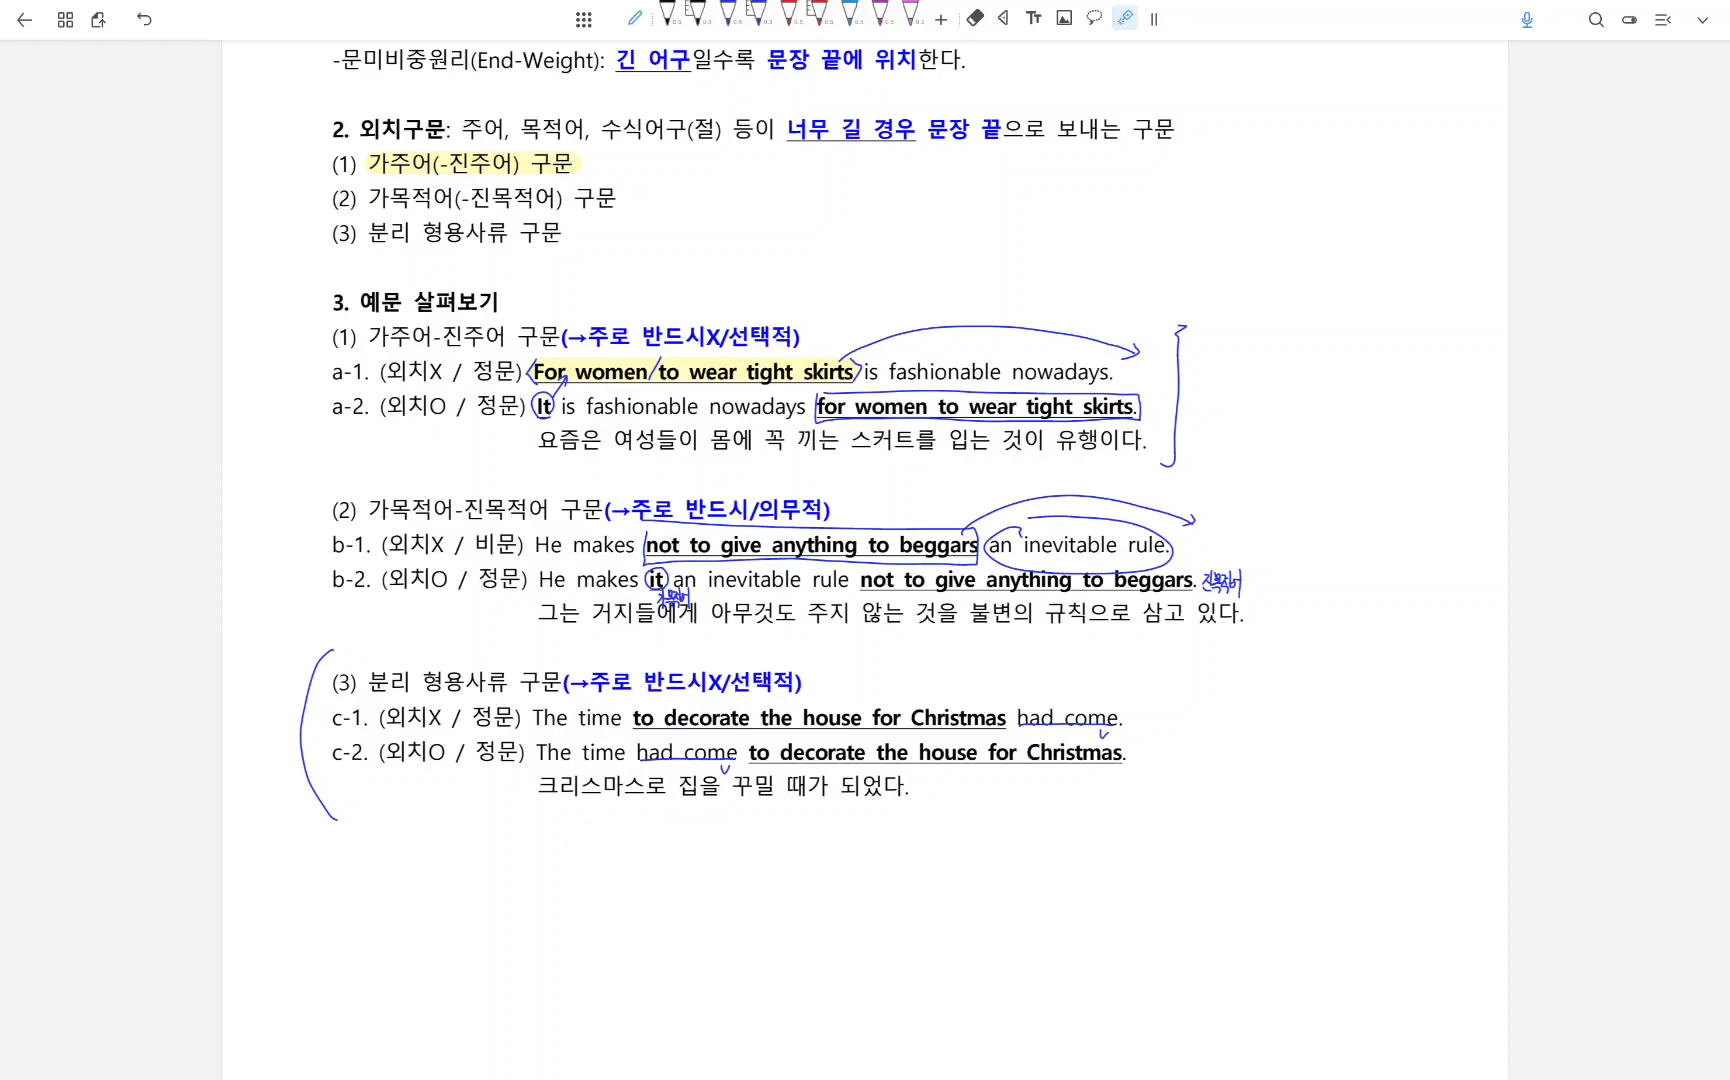 -문미비중원리(End-Weight): 긴 어구일수록 문장 끝에 위치한다.
2. 외치구문: 주어, 목적어, 수식어구(절) 등이 너무 길 경우 문장 끝으로 보내는 구문
(1) 가주어(-진주어) 구문
(2) 가목적어(-진목적어) 구문
(3) 분리 형용사류 구문
3. 예문 살펴보기
(1) 가주어-진주어 구문(→주로 반드시X/선택적)
a-1. (외치X / 정문) For women to wear tight skirts is fashionable nowadays.
a-2. (외치O / 정문) It is fashionable nowadays for women to wear tight skirts.
요즘은 여성들이 몸에 꼭 끼는 스커트를 입는 것이 유행이다.
(2) 가목적어-진목적어 구문(→주로 반드시/의무적)
b-1. (외치X / 비문) He makes not to give anything to beggars an inevitable rule.
b-2. (외치O / 정문) He makes it an inevitable rule not to give anything to beggars. 진목적어
가목적어
그는 거지들에게 아무것도 주지 않는 것을 불변의 규칙으로 삼고 있다.
(3) 분리 형용사류 구문(→주로 반드시X/선택적)
c-1. (외치X / 정문) The time to decorate the house for Christmas had come.
c-2. (외치O / 정문) The time had come to decorate the house for Christmas.
크리스마스로 집을 꾸밀 때가 되었다.